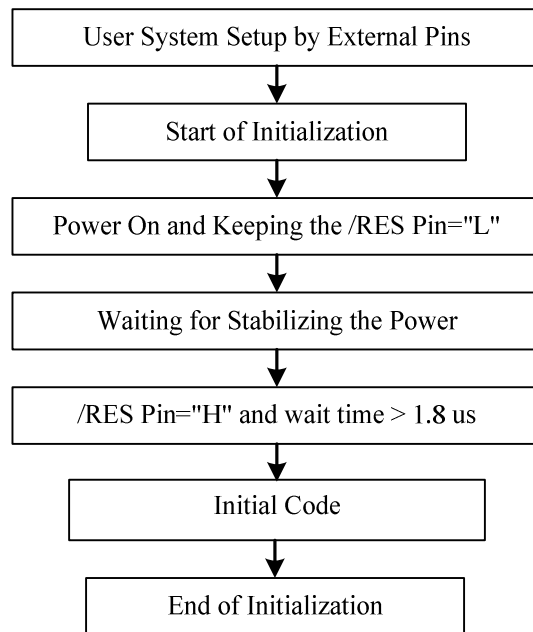 User System Setup by External Pins
Start of Initialization
Power On and Keeping the /RES Pin="L"
Waiting for Stabilizing the Power
/RES Pin="H" and wait time > 1.8 us
Initial Code
End of Initialization